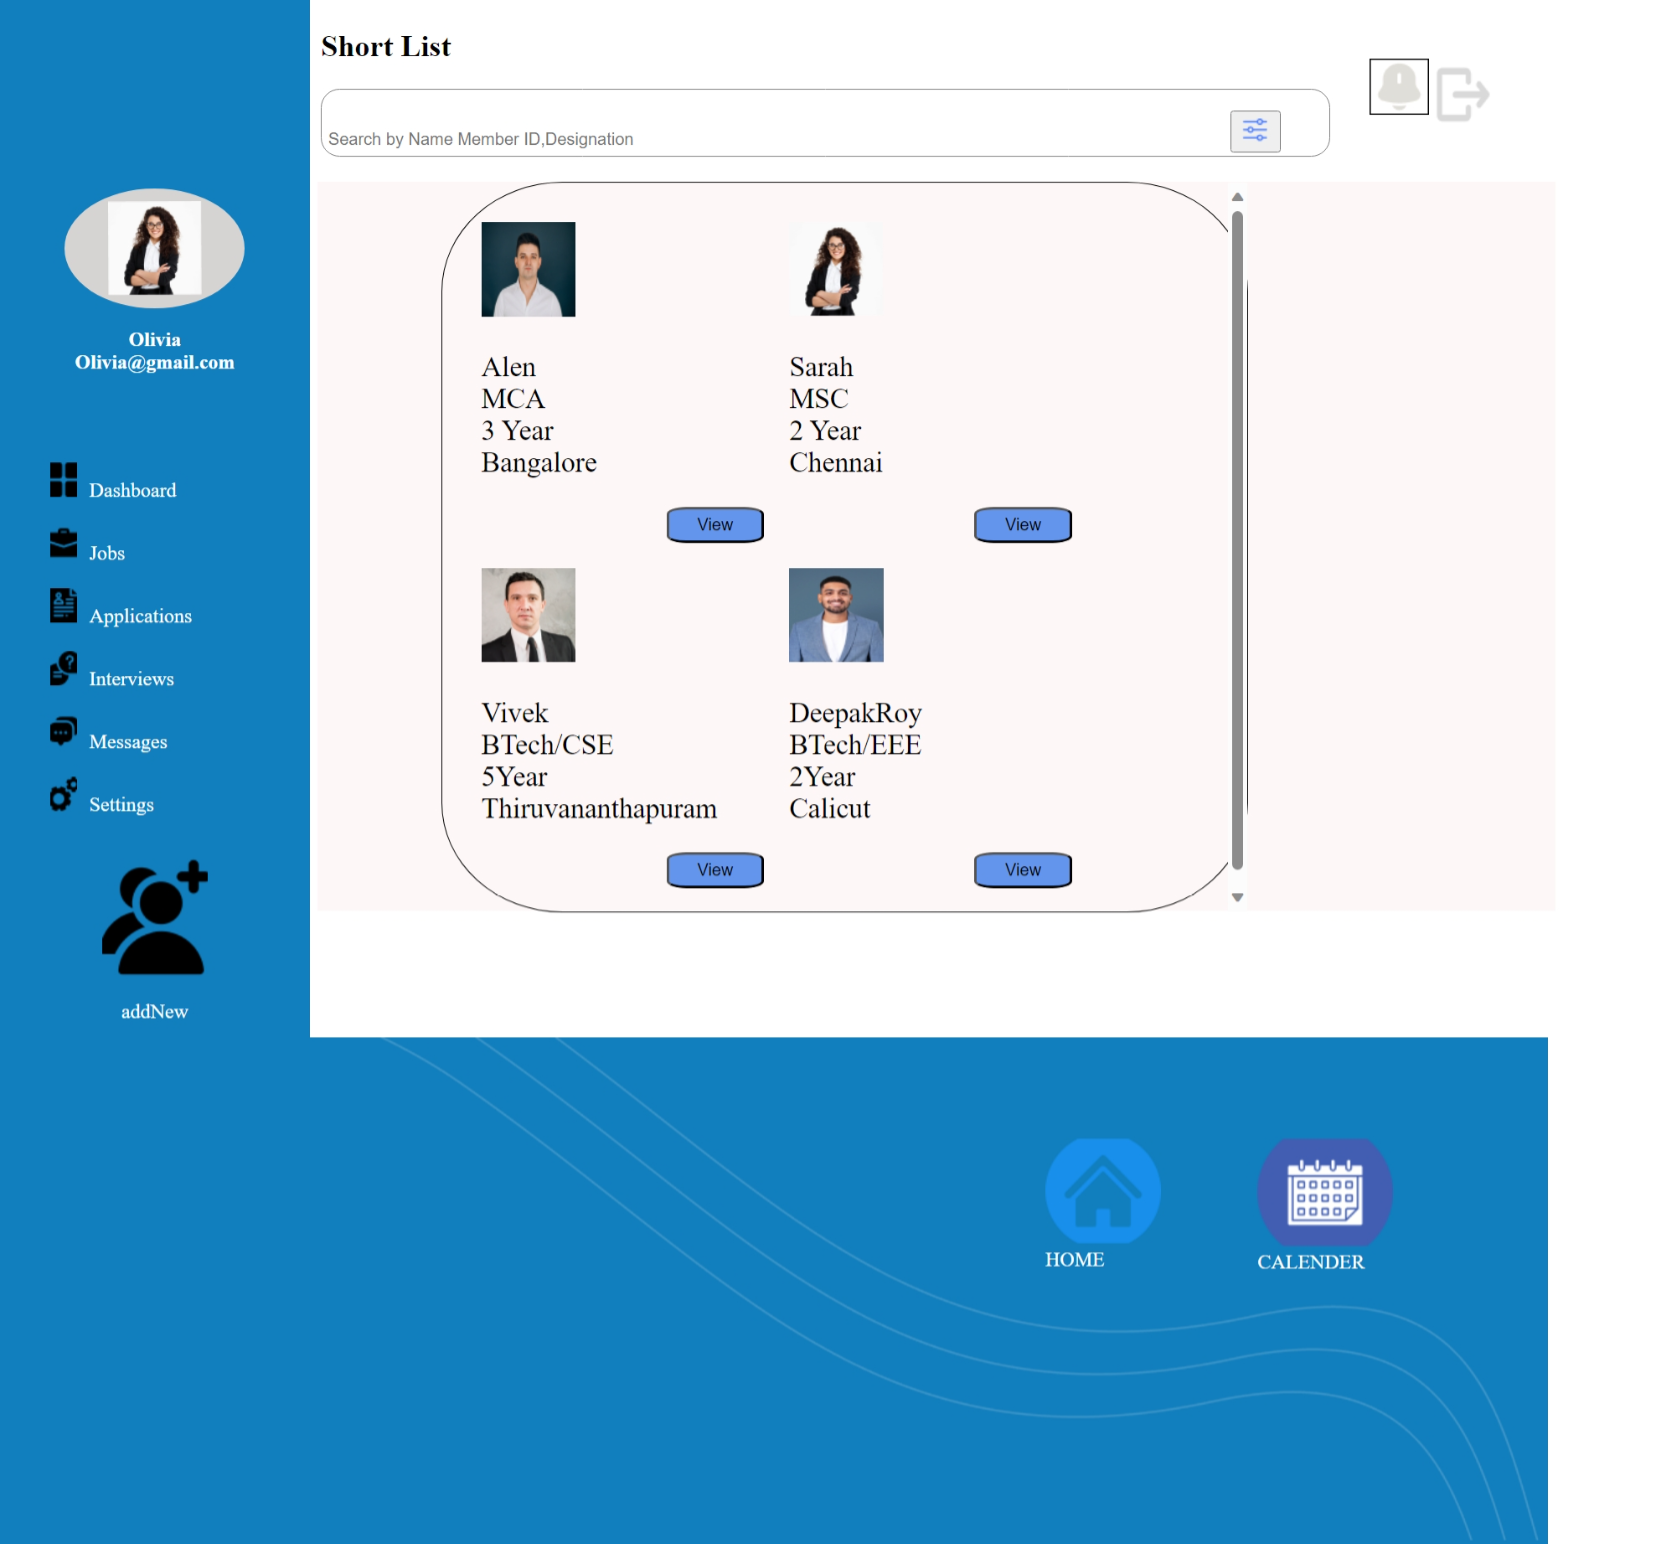 Short List
Search by Name Member ID,Designation
Olivia
Olivia@gmail.com
Dashboard
Jobs
Applications
Interviews
Messages
Settings
addNew
Alen
MCA
3 Year
Bangalore
View
Sarah
MSC
2 Year
Chennai
View
Vivek
BTech/CSE
5Year
Thiruvananthapuram
View
DeepakRoy
BTech/EEE
2Year
Calicut
View
HOME
CALENDER